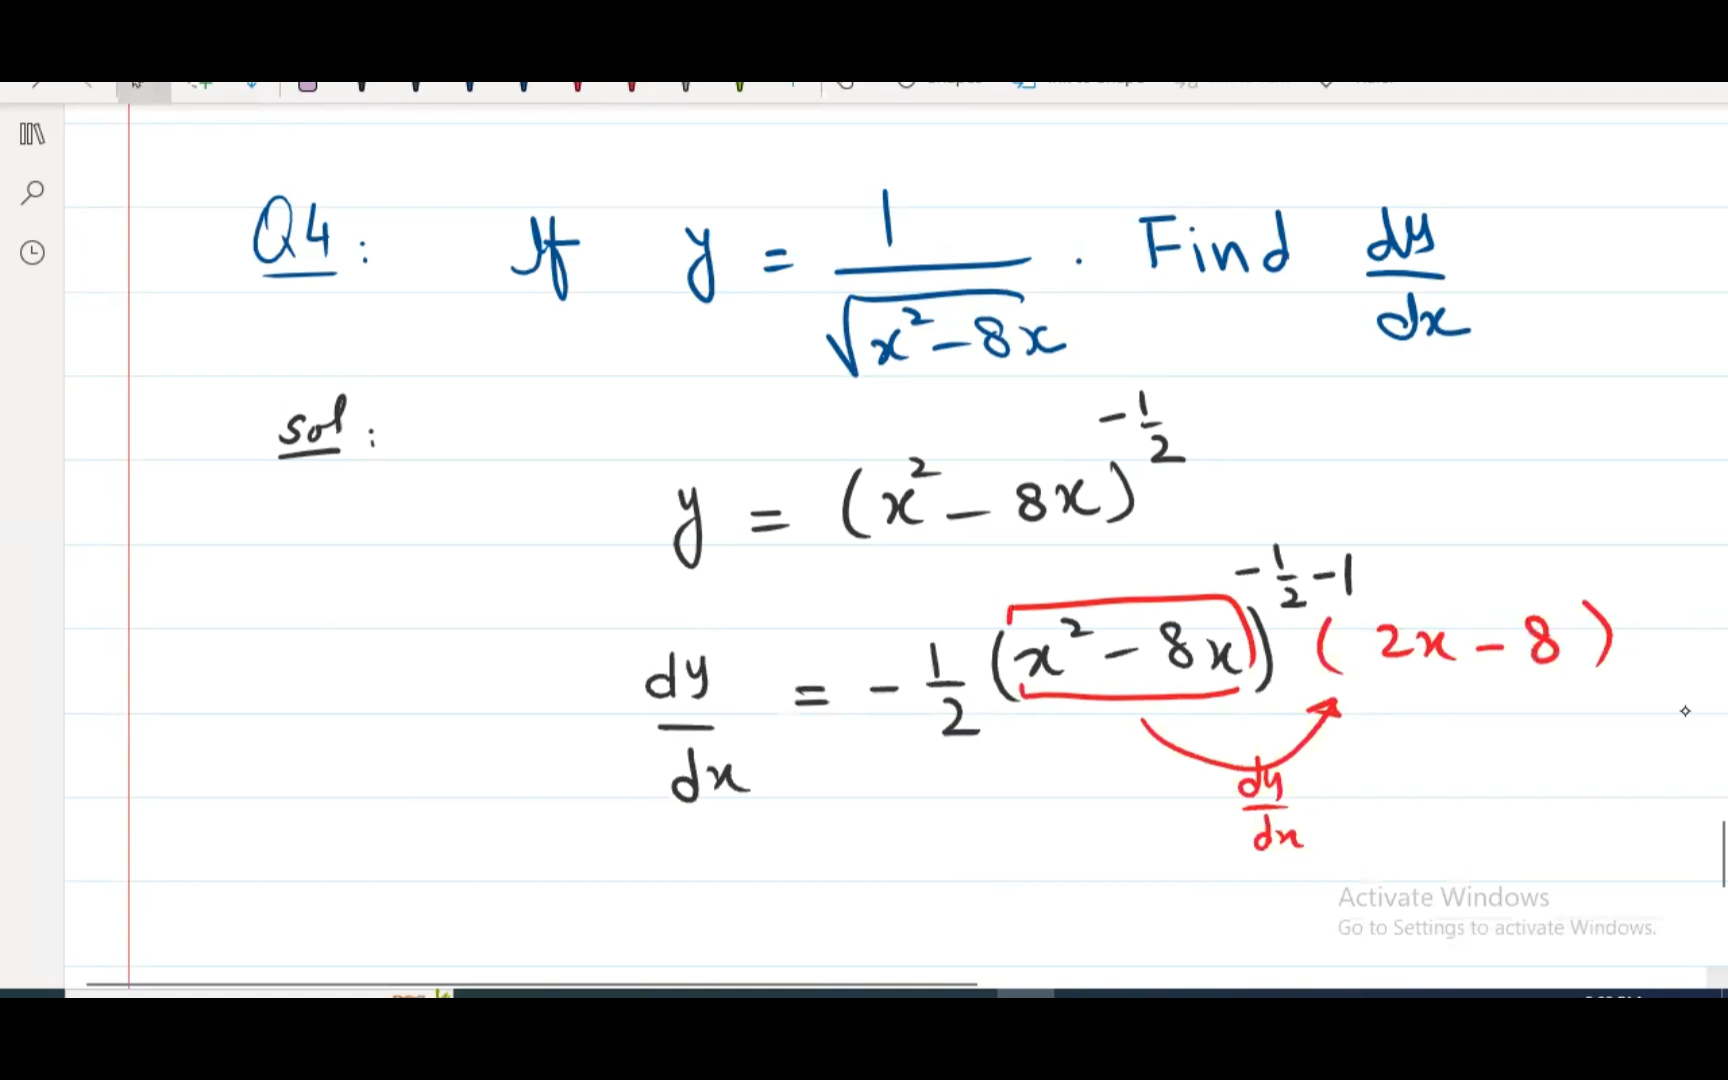 Q4: If y = 1/√(x² - 8x) . Find dy/dx
sol:
y = (x² - 8x)^(-1/2)
dy/dx = - 1/2 (x² - 8x)^(-1/2 - 1) (2x - 8)
dy/dx
Activate Windows
Go to Settings to activate Windows.